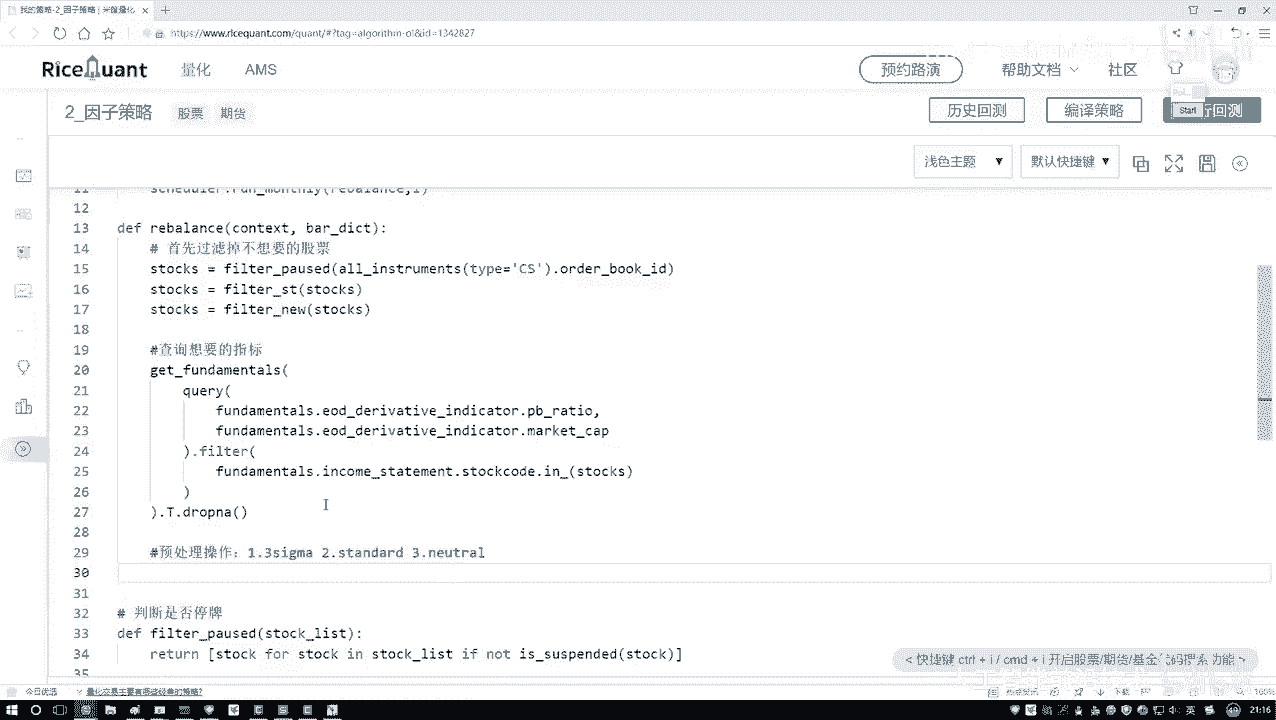 我的策略-2_因子策略 | 米筐量化
https://www.ricequant.com/quant/#?tag=algorithm-ol&id=1342827
RiceQuant 量化 AMS 预约路演 帮助文档 社区
2_因子策略 股票 期货 历史回测 编译策略 回测
Start
浅色主题 ▼ 默认快捷键 ▼
11 scheduler.run_monthly(rebalance,1)
12
13 def rebalance(context, bar_dict):
14 # 首先过滤掉不想要的股票
15 stocks = filter_paused(all_instruments(type='CS').order_book_id)
16 stocks = filter_st(stocks)
17 stocks = filter_new(stocks)
18
19 #查询想要的指标
20 get_fundamentals(
21 query(
22 fundamentals.eod_derivative_indicator.pb_ratio,
23 fundamentals.eod_derivative_indicator.market_cap
24 ).filter(
25 fundamentals.income_statement.stockcode.in_(stocks)
26 )
27 ).T.dropna()
28
29 #预处理操作：1.3sigma 2.standard 3.neutral
30
31
32 # 判断是否停牌
33 def filter_paused(stock_list):
34 return [stock for stock in stock_list if not is_suspended(stock)]
35
< 快捷键 ctrl + i / cmd + i 开启股票/期货/基金
今日优选 量化交易主要有哪些经典的策略?
英 21:16